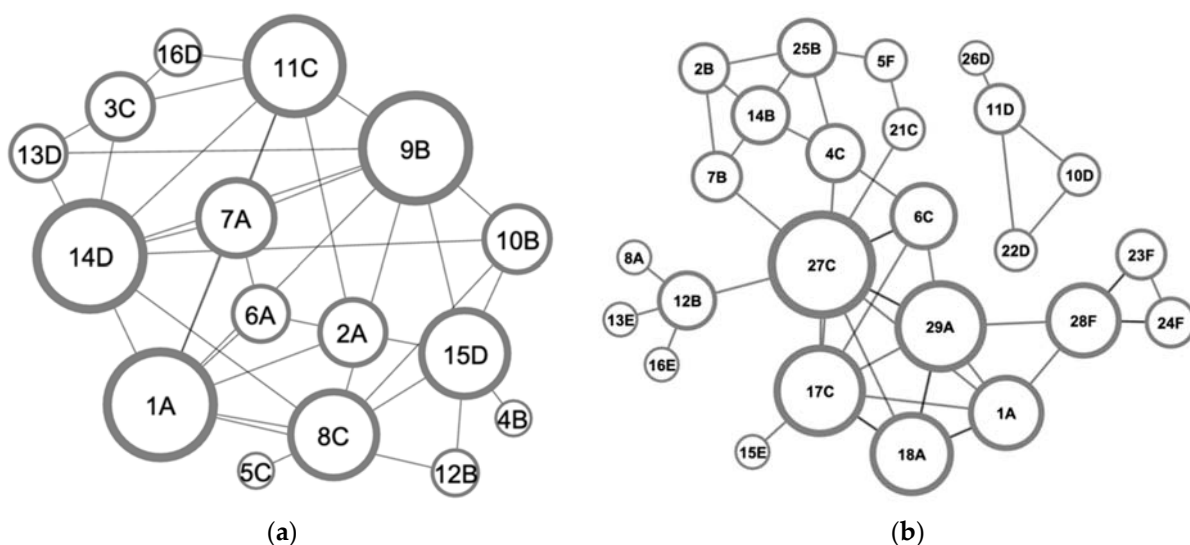 16D
11C
3C
13D
9B
7A
14D
10B
6A
2A
15D
1A
8C
4B
5C
12B
(a)
25B
2B
5F
26D
14B
11D
21C
4C
7B
10D
6C
22D
8A
27C
23F
12B
13E
29A
28F
24F
16E
17C
1A
15E
18A
(b)